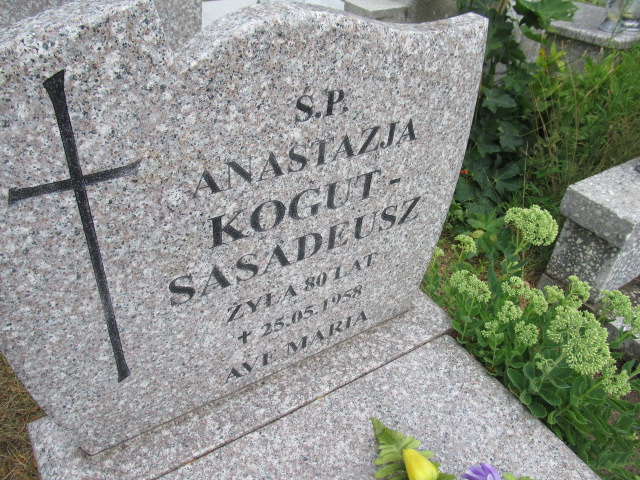 Ś.P.
ANASTAZJA
KOGUT-
SASADEUSZ
ŻYŁA 80 LAT
✝ 25.05.1958
AVE MARIA